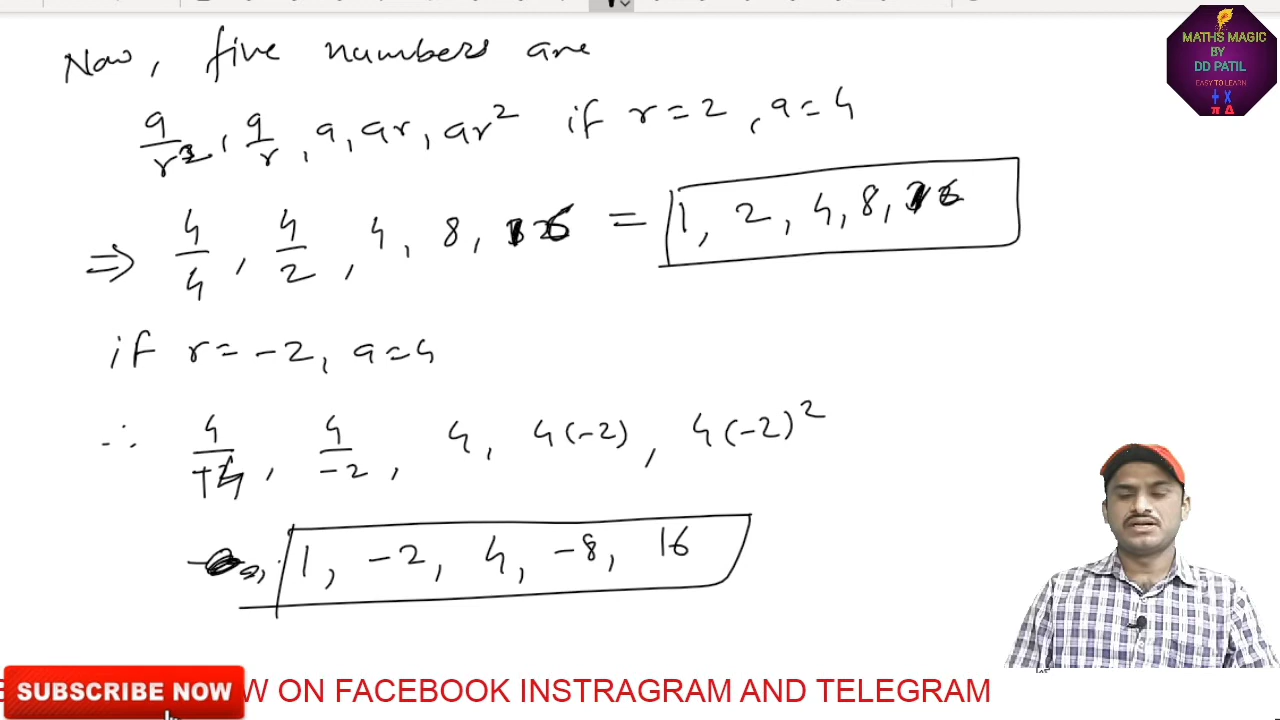 Now, five numbers are
a/r², a/r, a, ar, ar² if r = 2, a = 4
⇒ 4/4, 4/2, 4, 8, 16 = 1, 2, 4, 8, 16
if r = -2, a = 4
∴ 4/+4, 4/-2, 4, 4(-2), 4(-2)²
1, -2, 4, -8, 16
MATHS MAGIC
BY
DD PATIL
EASY TO LEARN
+ X
π Δ
SUBSCRIBE NOW
W ON FACEBOOK INSTRAGRAM AND TELEGRAM